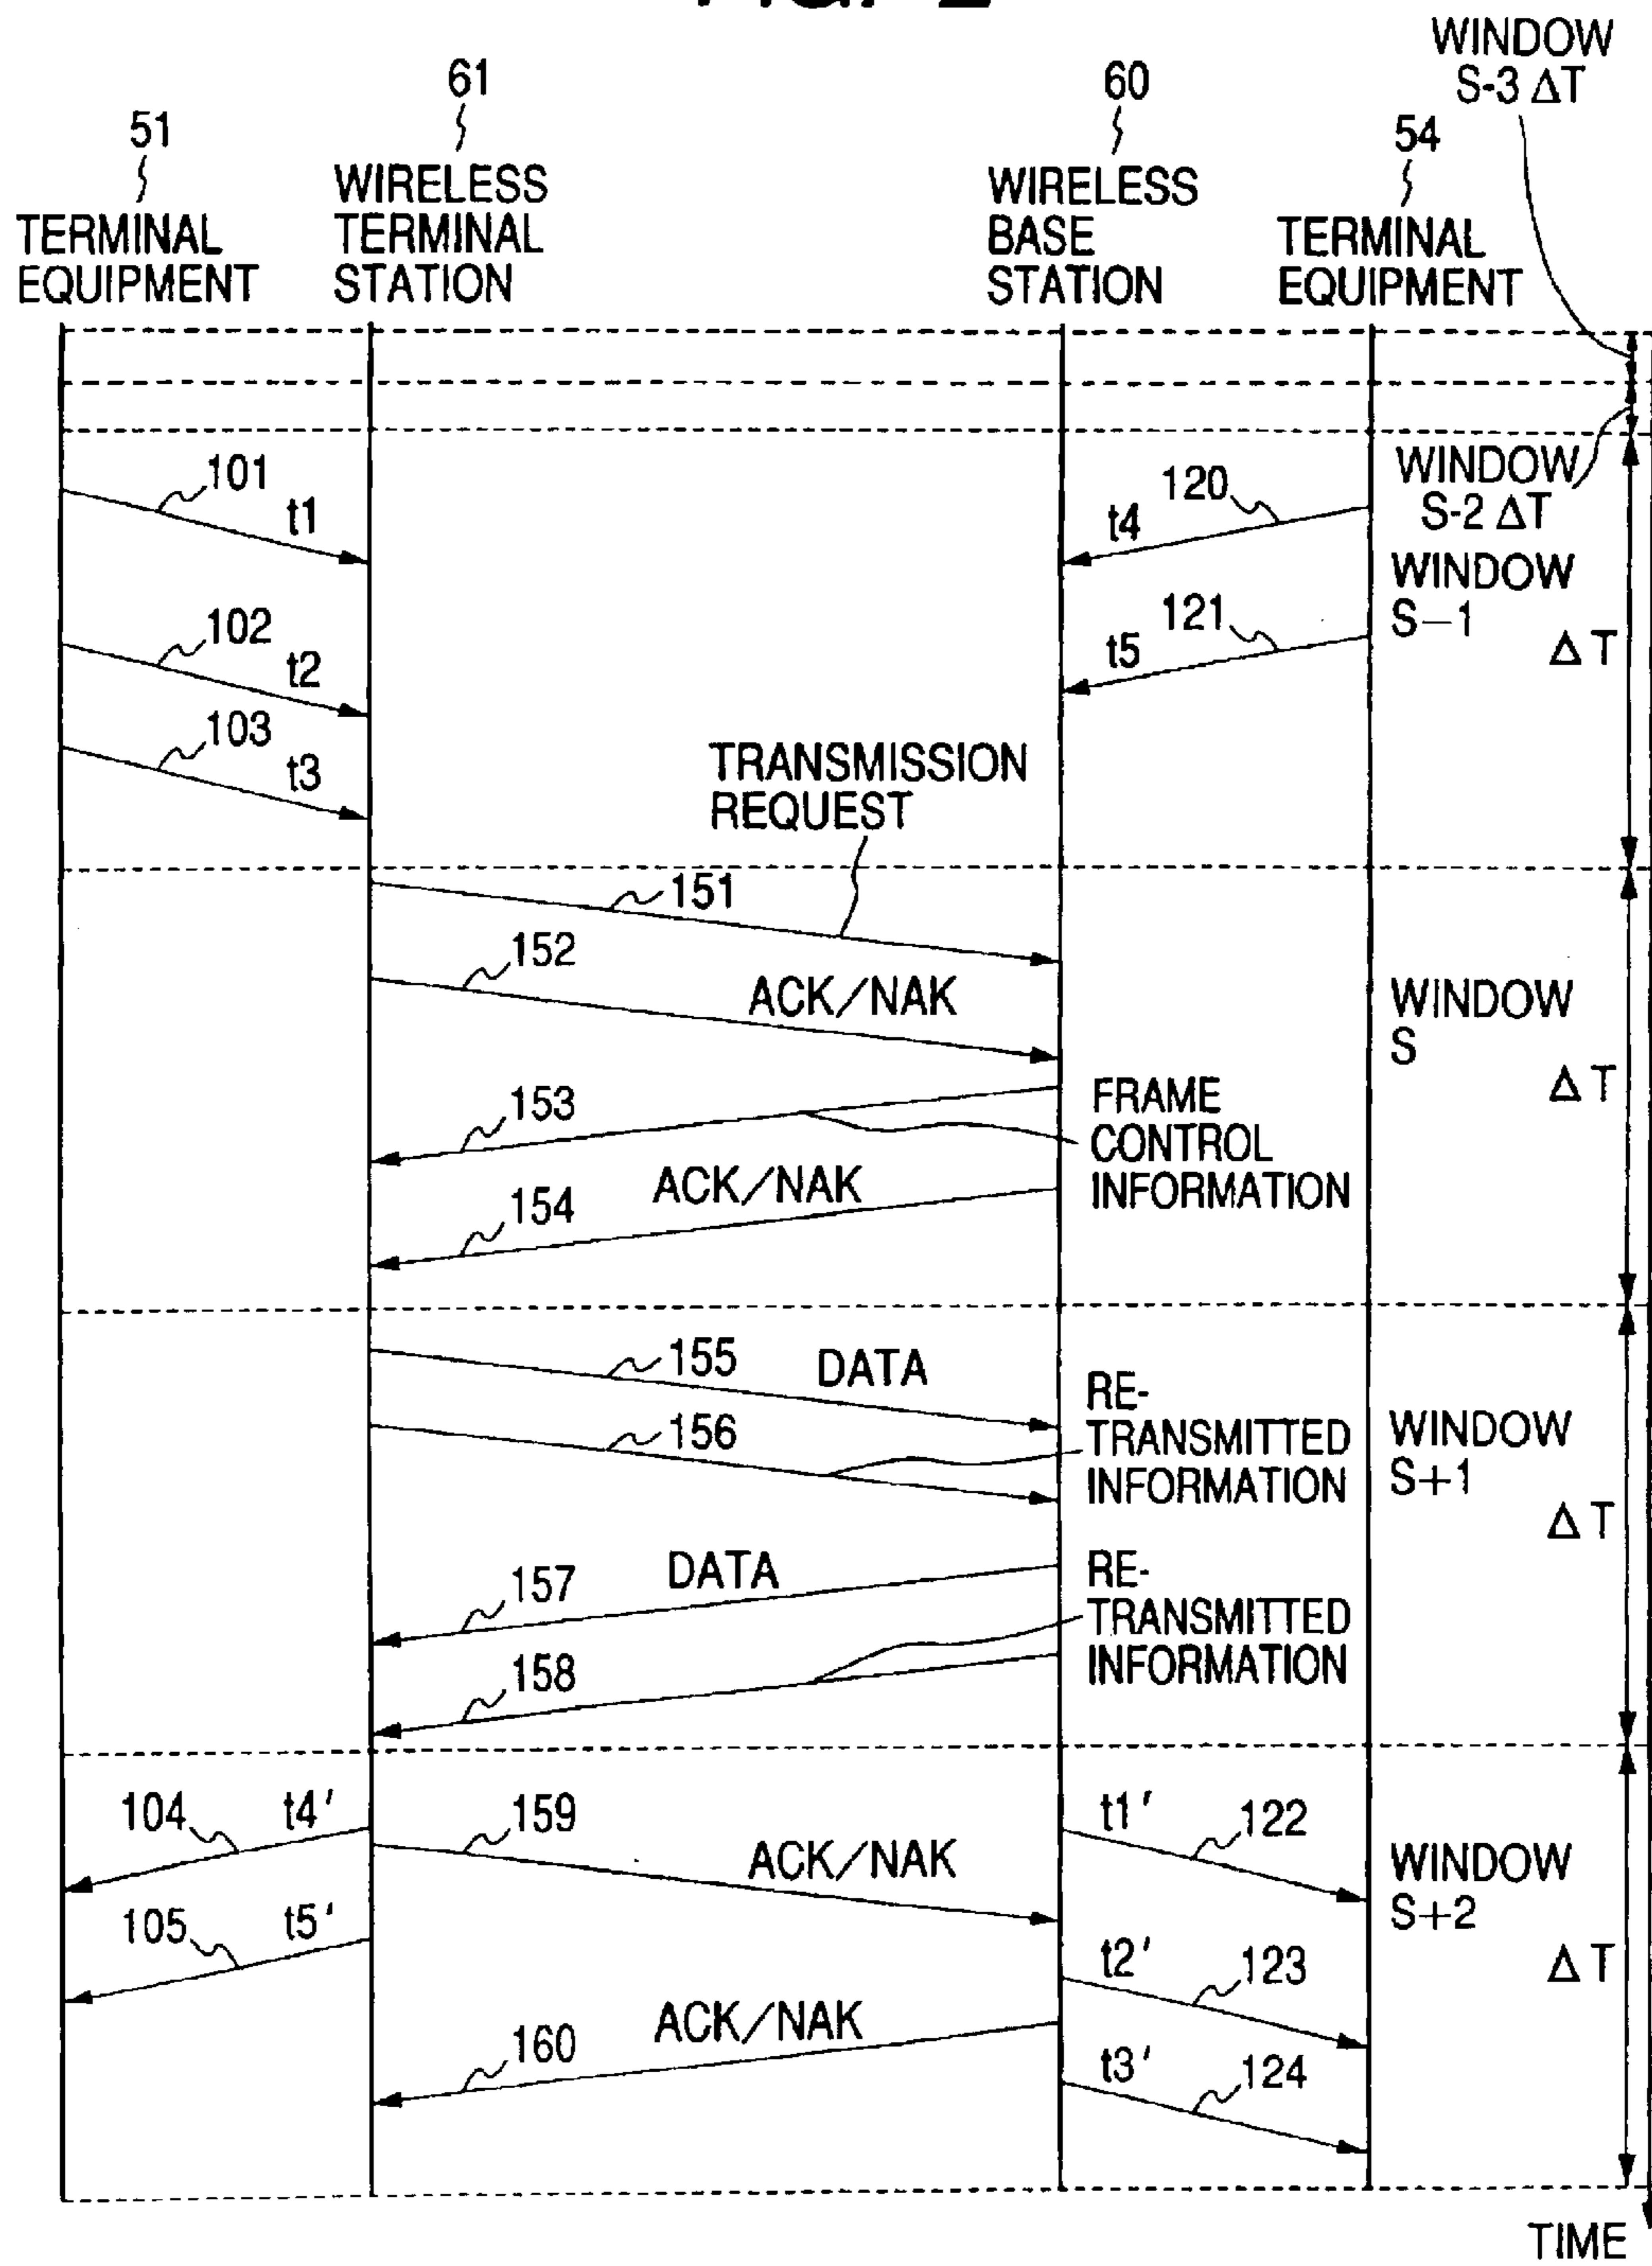 FIG. 2
WINDOW
S-3 ΔT
61
60
51
54
WIRELESS
TERMINAL
STATION
WIRELESS
BASE
STATION
TERMINAL
EQUIPMENT
TERMINAL
EQUIPMENT
101
t1
120
t4
WINDOW
S-2 ΔT
WINDOW
S-1
ΔT
102
t2
121
t5
103
t3
TRANSMISSION
REQUEST
151
152
ACK/NAK
WINDOW
S
ΔT
153
FRAME
CONTROL
INFORMATION
154
ACK/NAK
155
DATA
156
RE-
TRANSMITTED
INFORMATION
WINDOW
S+1
ΔT
157
DATA
RE-
TRANSMITTED
INFORMATION
158
104
t4'
159
t1'
122
ACK/NAK
WINDOW
S+2
ΔT
105
t5'
t2'
123
160
ACK/NAK
t3'
124
TIME